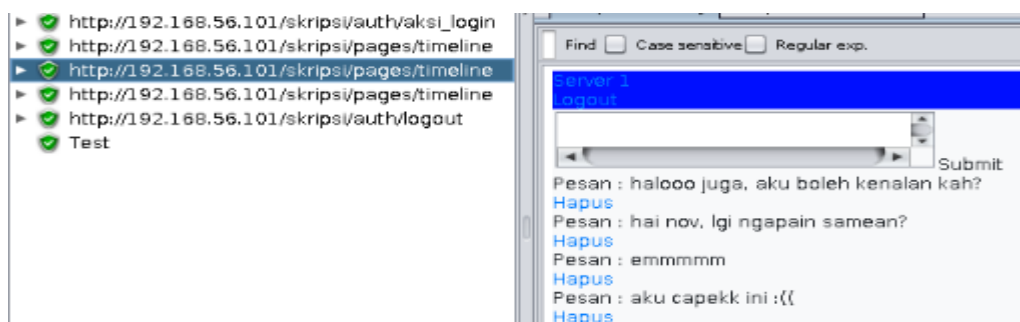 http://192.168.56.101/skripsi/auth/aksi_login
http://192.168.56.101/skripsi/pages/timeline
http://192.168.56.101/skripsi/pages/timeline
http://192.168.56.101/skripsi/pages/timeline
http://192.168.56.101/skripsi/auth/logout
Test
Find Case sensitive Regular exp.
Server 1
Logout
Submit
Pesan : halooo juga, aku boleh kenalan kah?
Hapus
Pesan : hai nov, lgi ngapain samean?
Hapus
Pesan : emmmmm
Hapus
Pesan : aku capekk ini :((
Hapus